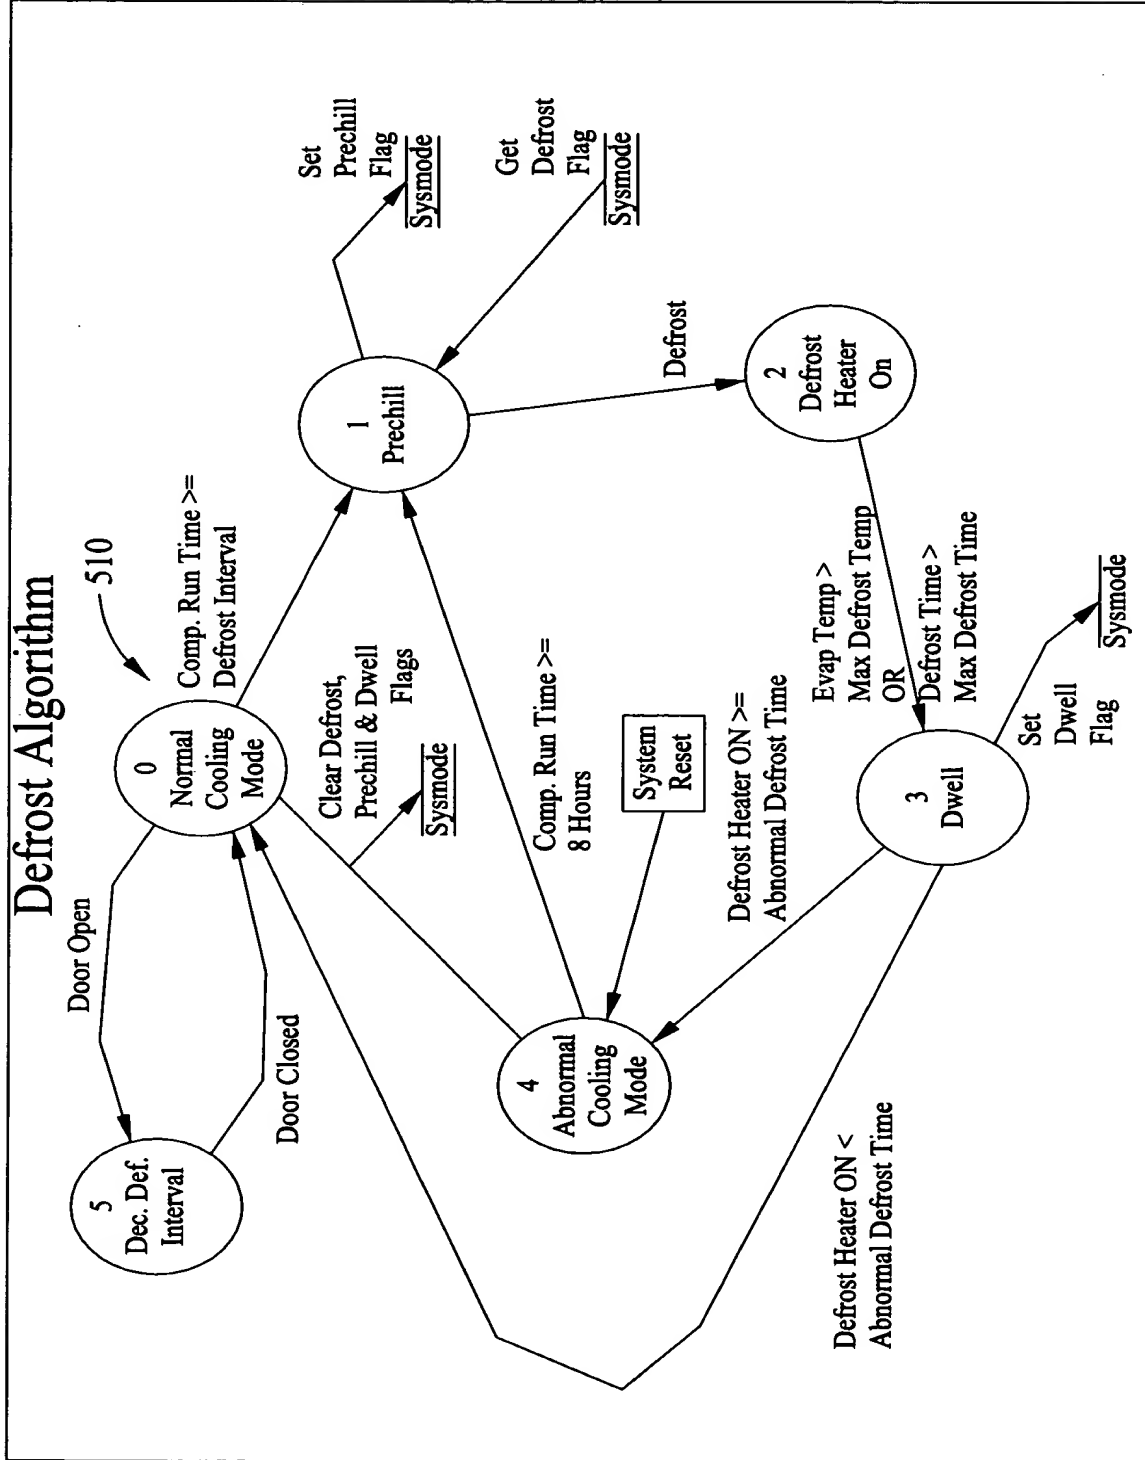 Defrost Algorithm
510
Door Open
5
Dec. Def.
Interval
Door Closed
0
Normal
Cooling
Mode
Comp. Run Time >=
Defrost Interval
Set
Prechill
Flag
Sysmode
Clear Defrost,
Prechill & Dwell
Flags
Sysmode
1
Prechill
Get
Defrost
Flag
Sysmode
4
Abnormal
Cooling
Mode
Comp. Run Time >=
8 Hours
System
Reset
Defrost
Defrost Heater ON >=
Abnormal Defrost Time
2
Defrost
Heater
On
Evap Temp >
Max Defrost Temp
OR
Defrost Time >
Max Defrost Time
Defrost Heater ON <
Abnormal Defrost Time
3
Dwell
Set
Dwell
Flag
Sysmode